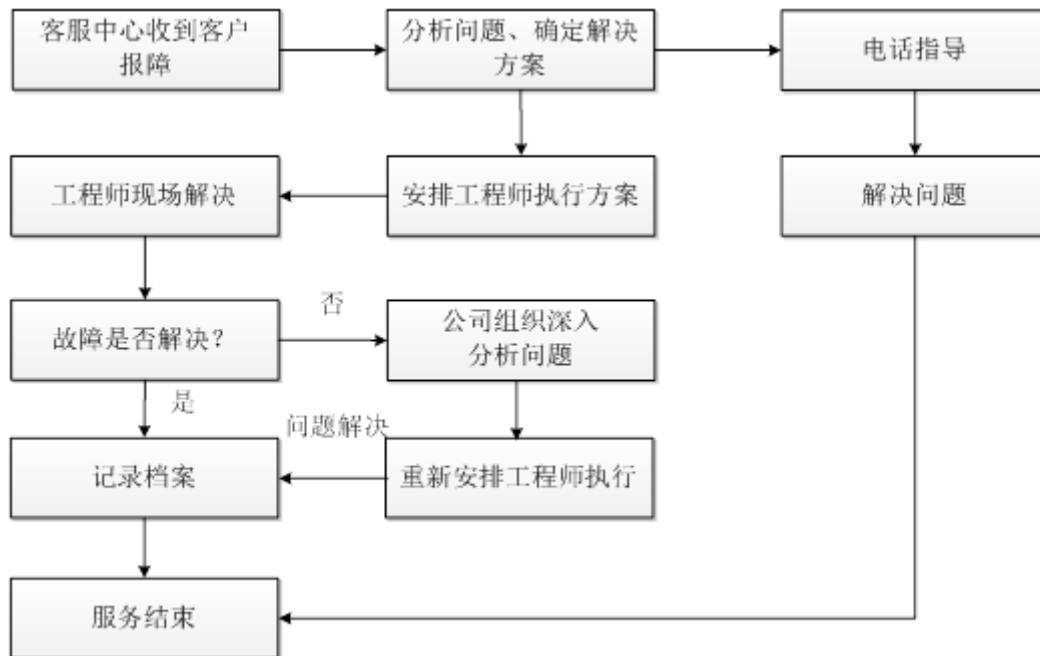 客服中心收到客户
报障
分析问题、确定解决
方案
电话指导
工程师现场解决
安排工程师执行方案
解决问题
故障是否解决?
否
公司组织深入
分析问题
是
问题解决
记录档案
重新安排工程师执行
服务结束